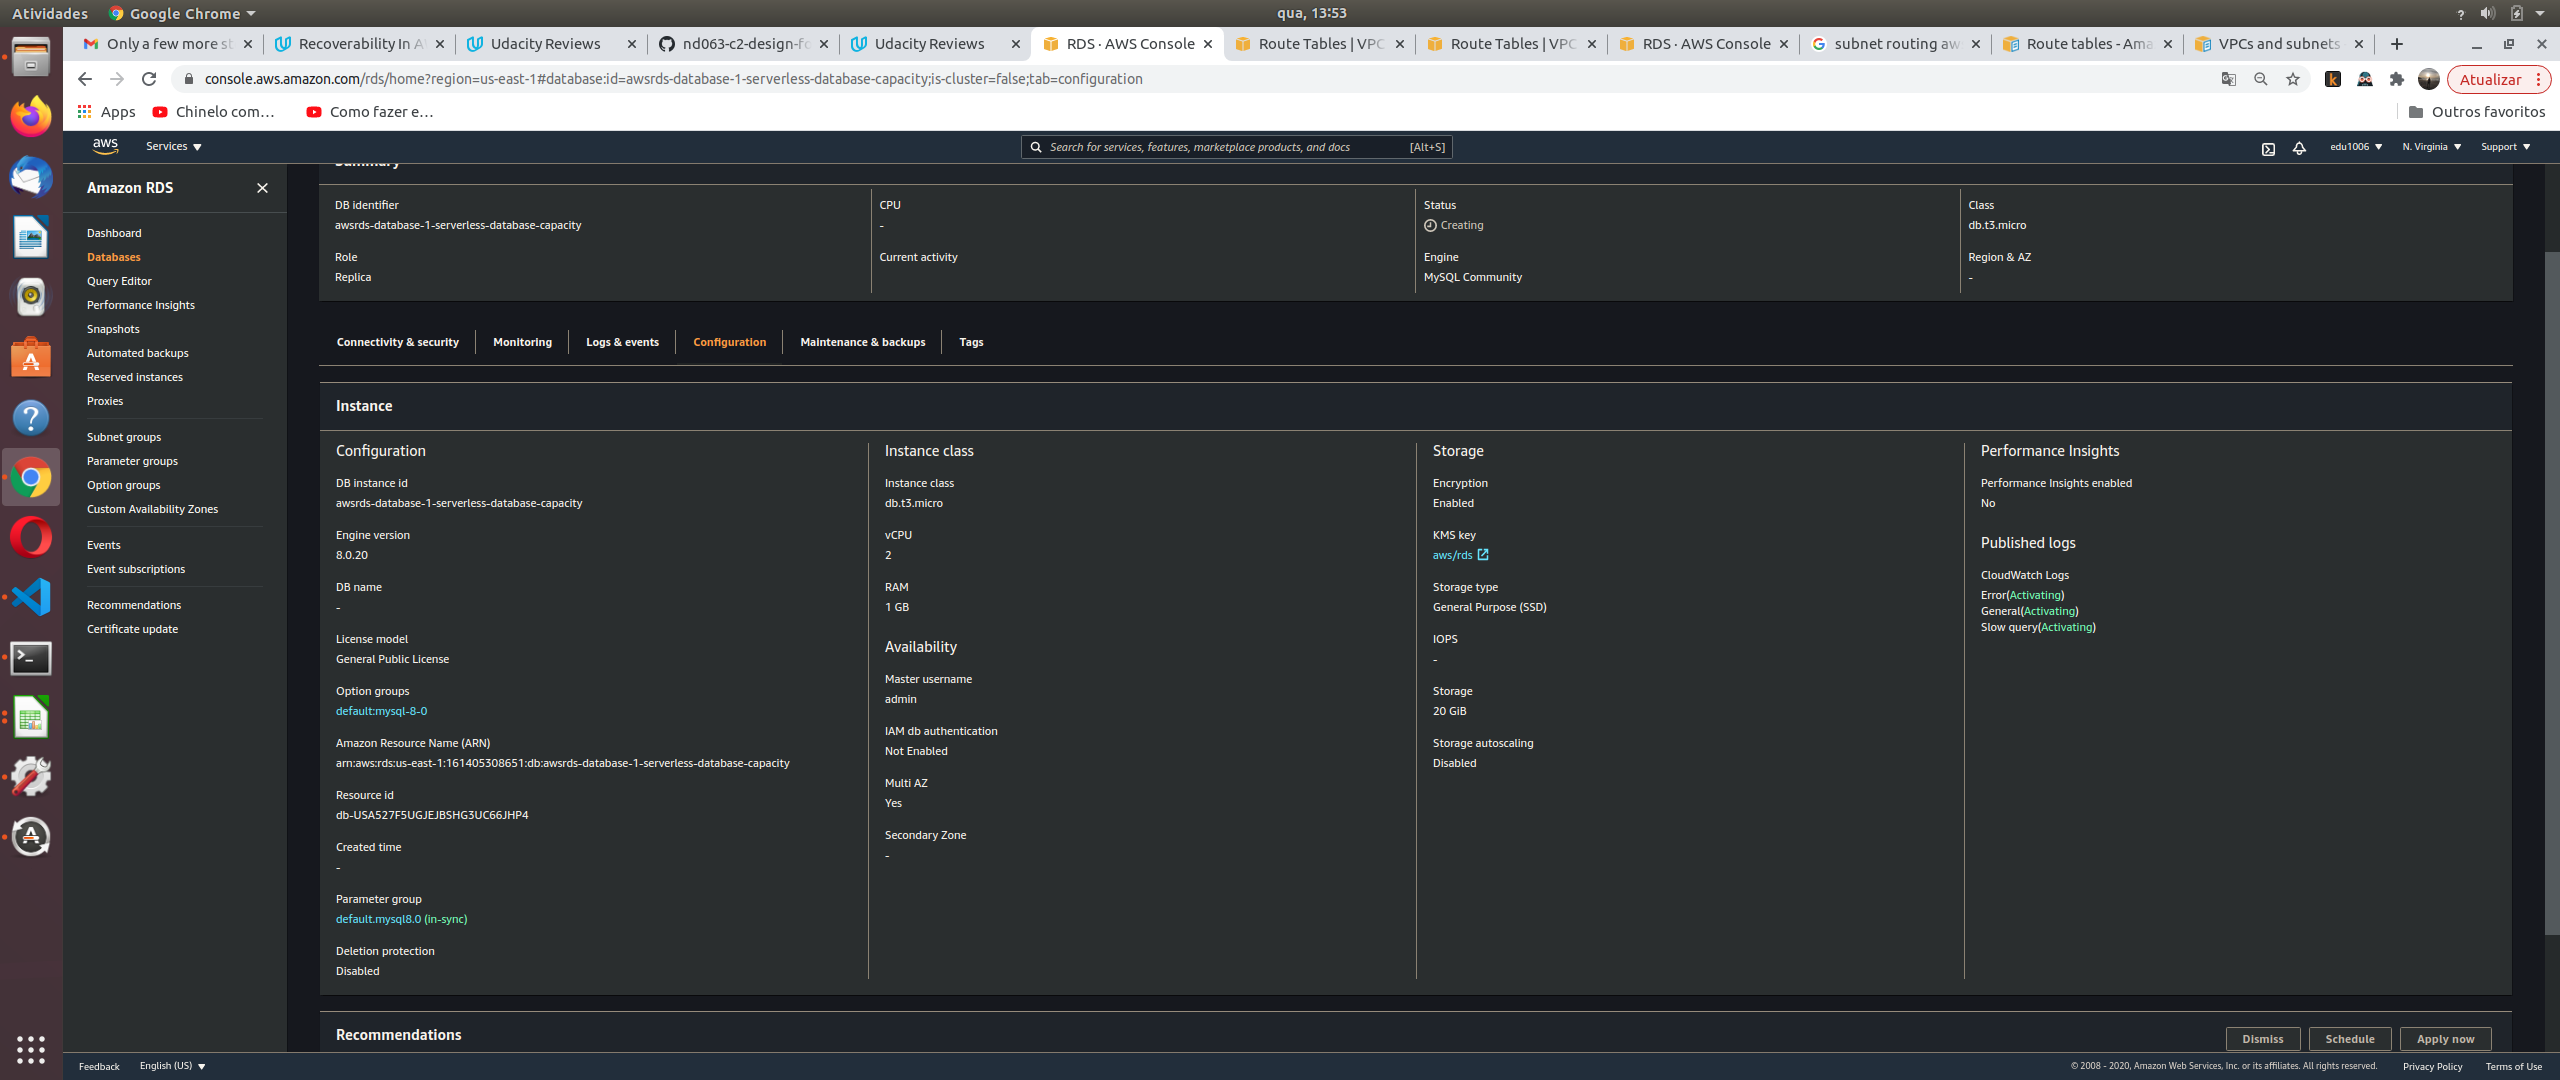 Atividades
Google Chrome
qua, 13:53
?
Only a few more st
Recoverability In A
Udacity Reviews
nd063-c2-design-fo
Udacity Reviews
RDS · AWS Console
Route Tables | VPC
Route Tables | VPC
RDS · AWS Console
subnet routing aw
Route tables - Ama
VPCs and subnets
console.aws.amazon.com/rds/home?region=us-east-1#database:id=awsrds-database-1-serverless-database-capacity;is-cluster=false;tab=configuration
Atualizar
Apps
Chinelo com...
Como fazer e...
Outros favoritos
aws
Services
Search for services, features, marketplace products, and docs
[Alt+S]
edu1006
N. Virginia
Support
Amazon RDS
Dashboard
Databases
Query Editor
Performance Insights
Snapshots
Automated backups
Reserved instances
Proxies
Subnet groups
Parameter groups
Option groups
Custom Availability Zones
Events
Event subscriptions
Recommendations
Certificate update
Summary
DB identifier
awsrds-database-1-serverless-database-capacity
Role
Replica
CPU
-
Current activity
Status
Creating
Engine
MySQL Community
Class
db.t3.micro
Region & AZ
-
Connectivity & security
Monitoring
Logs & events
Configuration
Maintenance & backups
Tags
Instance
Configuration
DB instance id
awsrds-database-1-serverless-database-capacity
Engine version
8.0.20
DB name
-
License model
General Public License
Option groups
default:mysql-8-0
Amazon Resource Name (ARN)
arn:aws:rds:us-east-1:161405308651:db:awsrds-database-1-serverless-database-capacity
Resource id
db-USA527F5UGJEJBSHG3UC66JHP4
Created time
-
Parameter group
default.mysql8.0 (in-sync)
Deletion protection
Disabled
Instance class
Instance class
db.t3.micro
vCPU
2
RAM
1 GB
Availability
Master username
admin
IAM db authentication
Not Enabled
Multi AZ
Yes
Secondary Zone
-
Storage
Encryption
Enabled
KMS key
aws/rds
Storage type
General Purpose (SSD)
IOPS
-
Storage
20 GiB
Storage autoscaling
Disabled
Performance Insights
Performance Insights enabled
No
Published logs
CloudWatch Logs
Error(Activating)
General(Activating)
Slow query(Activating)
Recommendations
Dismiss
Schedule
Apply now
Feedback
English (US)
© 2008 - 2020, Amazon Web Services, Inc. or its affiliates. All rights reserved.
Privacy Policy
Terms of Use